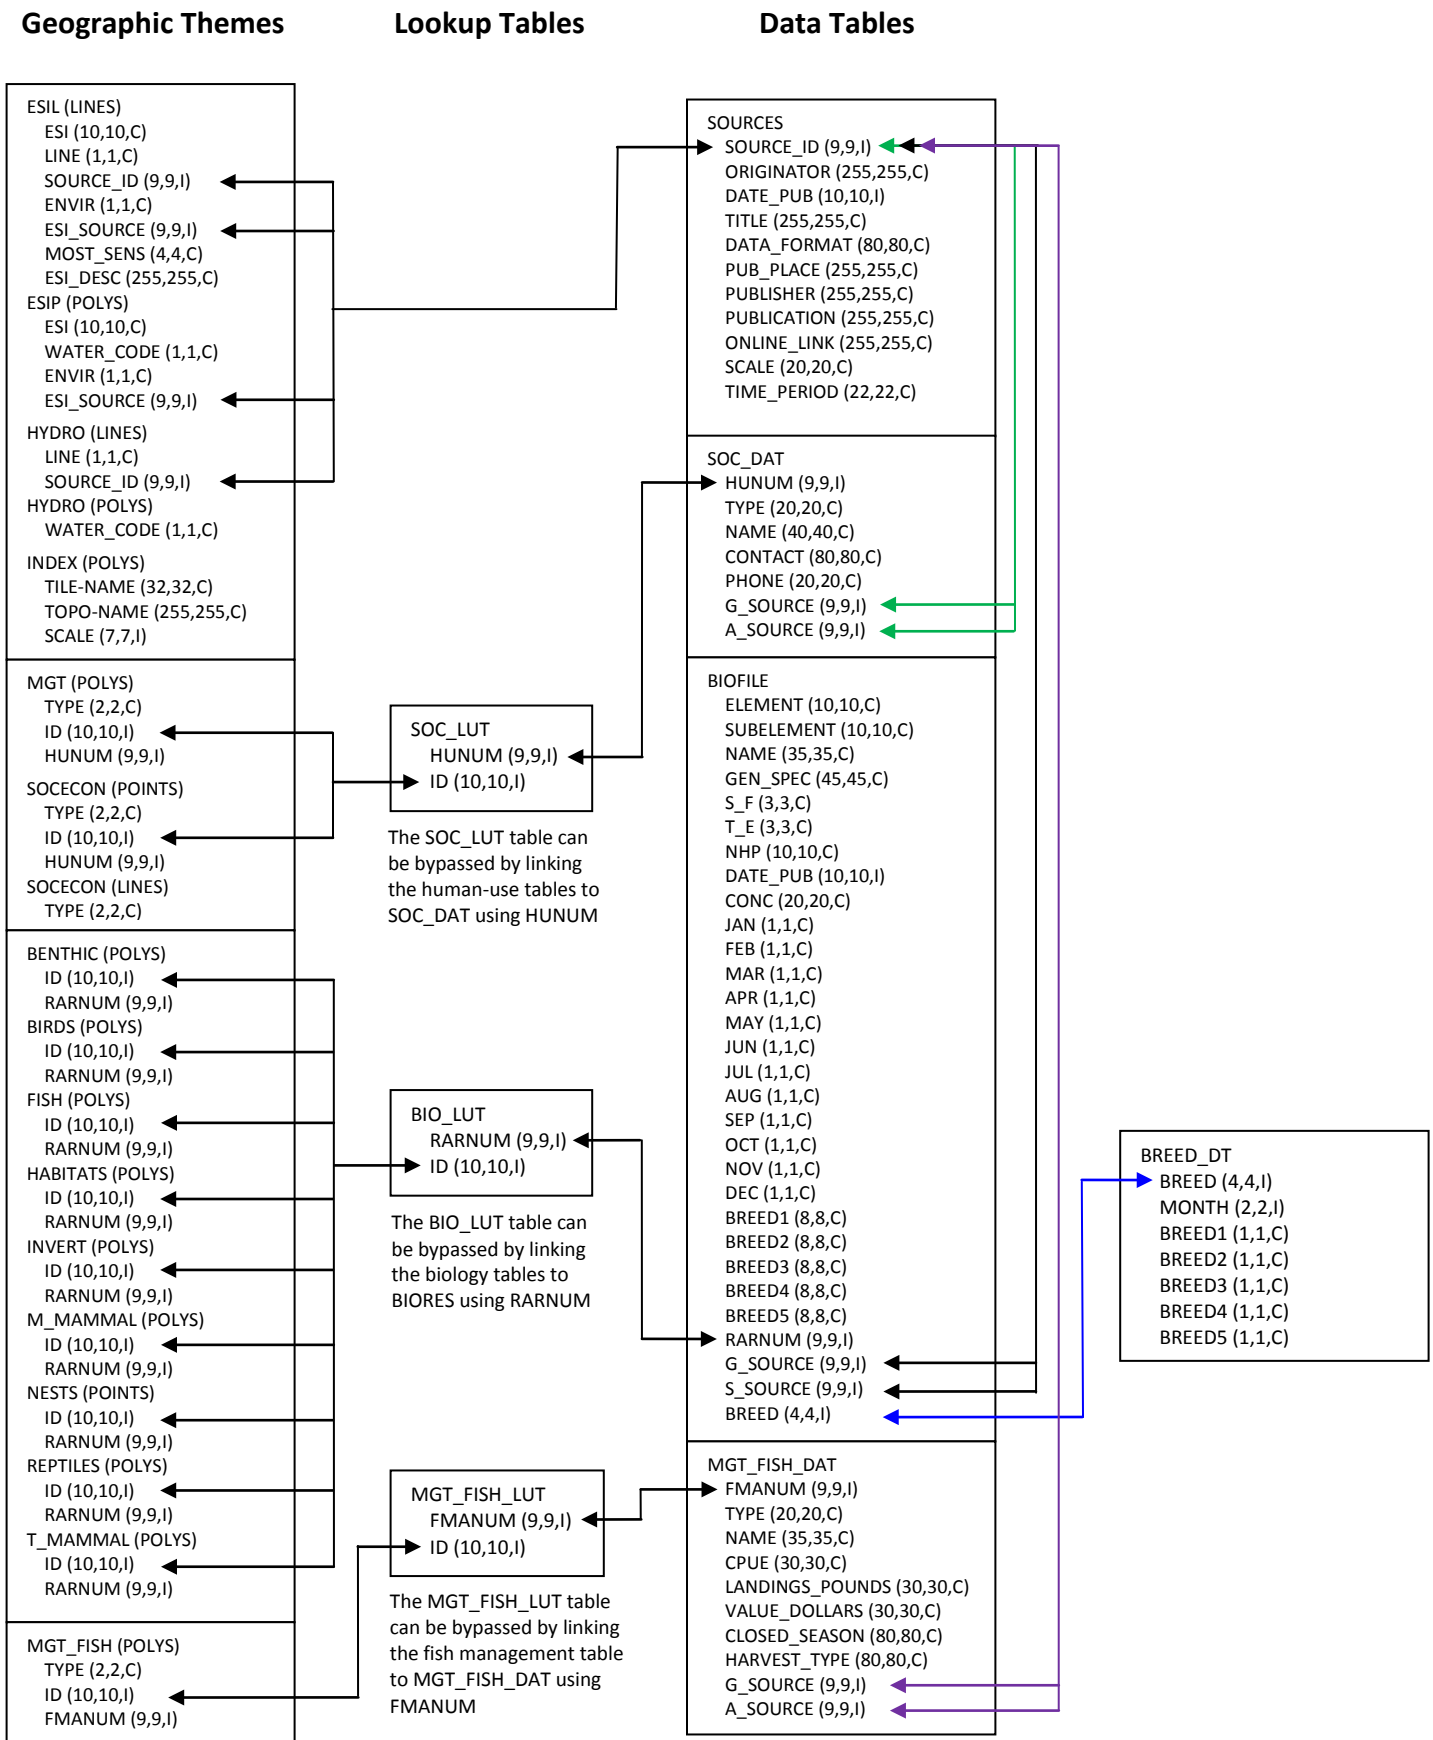 Geographic Themes
Lookup Tables
Data Tables
ESIL (LINES)
ESI (10,10,C)
LINE (1,1,C)
SOURCE_ID (9,9,I)
ENVIR (1,1,C)
ESI_SOURCE (9,9,I)
MOST_SENS (4,4,C)
ESI_DESC (255,255,C)
ESIP (POLYS)
ESI (10,10,C)
WATER_CODE (1,1,C)
ENVIR (1,1,C)
ESI_SOURCE (9,9,I)
HYDRO (LINES)
LINE (1,1,C)
SOURCE_ID (9,9,I)
HYDRO (POLYS)
WATER_CODE (1,1,C)
INDEX (POLYS)
TILE-NAME (32,32,C)
TOPO-NAME (255,255,C)
SCALE (7,7,I)
MGT (POLYS)
TYPE (2,2,C)
ID (10,10,I)
HUNUM (9,9,I)
SOCECON (POINTS)
TYPE (2,2,C)
ID (10,10,I)
HUNUM (9,9,I)
SOCECON (LINES)
TYPE (2,2,C)
BENTHIC (POLYS)
ID (10,10,I)
RARNUM (9,9,I)
BIRDS (POLYS)
ID (10,10,I)
RARNUM (9,9,I)
FISH (POLYS)
ID (10,10,I)
RARNUM (9,9,I)
HABITATS (POLYS)
ID (10,10,I)
RARNUM (9,9,I)
INVERT (POLYS)
ID (10,10,I)
RARNUM (9,9,I)
M_MAMMAL (POLYS)
ID (10,10,I)
RARNUM (9,9,I)
NESTS (POINTS)
ID (10,10,I)
RARNUM (9,9,I)
REPTILES (POLYS)
ID (10,10,I)
RARNUM (9,9,I)
T_MAMMAL (POLYS)
ID (10,10,I)
RARNUM (9,9,I)
MGT_FISH (POLYS)
TYPE (2,2,C)
ID (10,10,I)
FMANUM (9,9,I)
SOC_LUT
HUNUM (9,9,I)
ID (10,10,I)
The SOC_LUT table can
be bypassed by linking
the human-use tables to
SOC_DAT using HUNUM
BIO_LUT
RARNUM (9,9,I)
ID (10,10,I)
The BIO_LUT table can
be bypassed by linking
the biology tables to
BIORES using RARNUM
MGT_FISH_LUT
FMANUM (9,9,I)
ID (10,10,I)
The MGT_FISH_LUT table
can be bypassed by linking
the fish management table
to MGT_FISH_DAT using
FMANUM
SOURCES
SOURCE_ID (9,9,I)
ORIGINATOR (255,255,C)
DATE_PUB (10,10,I)
TITLE (255,255,C)
DATA_FORMAT (80,80,C)
PUB_PLACE (255,255,C)
PUBLISHER (255,255,C)
PUBLICATION (255,255,C)
ONLINE_LINK (255,255,C)
SCALE (20,20,C)
TIME_PERIOD (22,22,C)
SOC_DAT
HUNUM (9,9,I)
TYPE (20,20,C)
NAME (40,40,C)
CONTACT (80,80,C)
PHONE (20,20,C)
G_SOURCE (9,9,I)
A_SOURCE (9,9,I)
BIOFILE
ELEMENT (10,10,C)
SUBELEMENT (10,10,C)
NAME (35,35,C)
GEN_SPEC (45,45,C)
S_F (3,3,C)
T_E (3,3,C)
NHP (10,10,C)
DATE_PUB (10,10,I)
CONC (20,20,C)
JAN (1,1,C)
FEB (1,1,C)
MAR (1,1,C)
APR (1,1,C)
MAY (1,1,C)
JUN (1,1,C)
JUL (1,1,C)
AUG (1,1,C)
SEP (1,1,C)
OCT (1,1,C)
NOV (1,1,C)
DEC (1,1,C)
BREED1 (8,8,C)
BREED2 (8,8,C)
BREED3 (8,8,C)
BREED4 (8,8,C)
BREED5 (8,8,C)
RARNUM (9,9,I)
G_SOURCE (9,9,I)
S_SOURCE (9,9,I)
BREED (4,4,I)
MGT_FISH_DAT
FMANUM (9,9,I)
TYPE (20,20,C)
NAME (35,35,C)
CPUE (30,30,C)
LANDINGS_POUNDS (30,30,C)
VALUE_DOLLARS (30,30,C)
CLOSED_SEASON (80,80,C)
HARVEST_TYPE (80,80,C)
G_SOURCE (9,9,I)
A_SOURCE (9,9,I)
BREED_DT
BREED (4,4,I)
MONTH (2,2,I)
BREED1 (1,1,C)
BREED2 (1,1,C)
BREED3 (1,1,C)
BREED4 (1,1,C)
BREED5 (1,1,C)